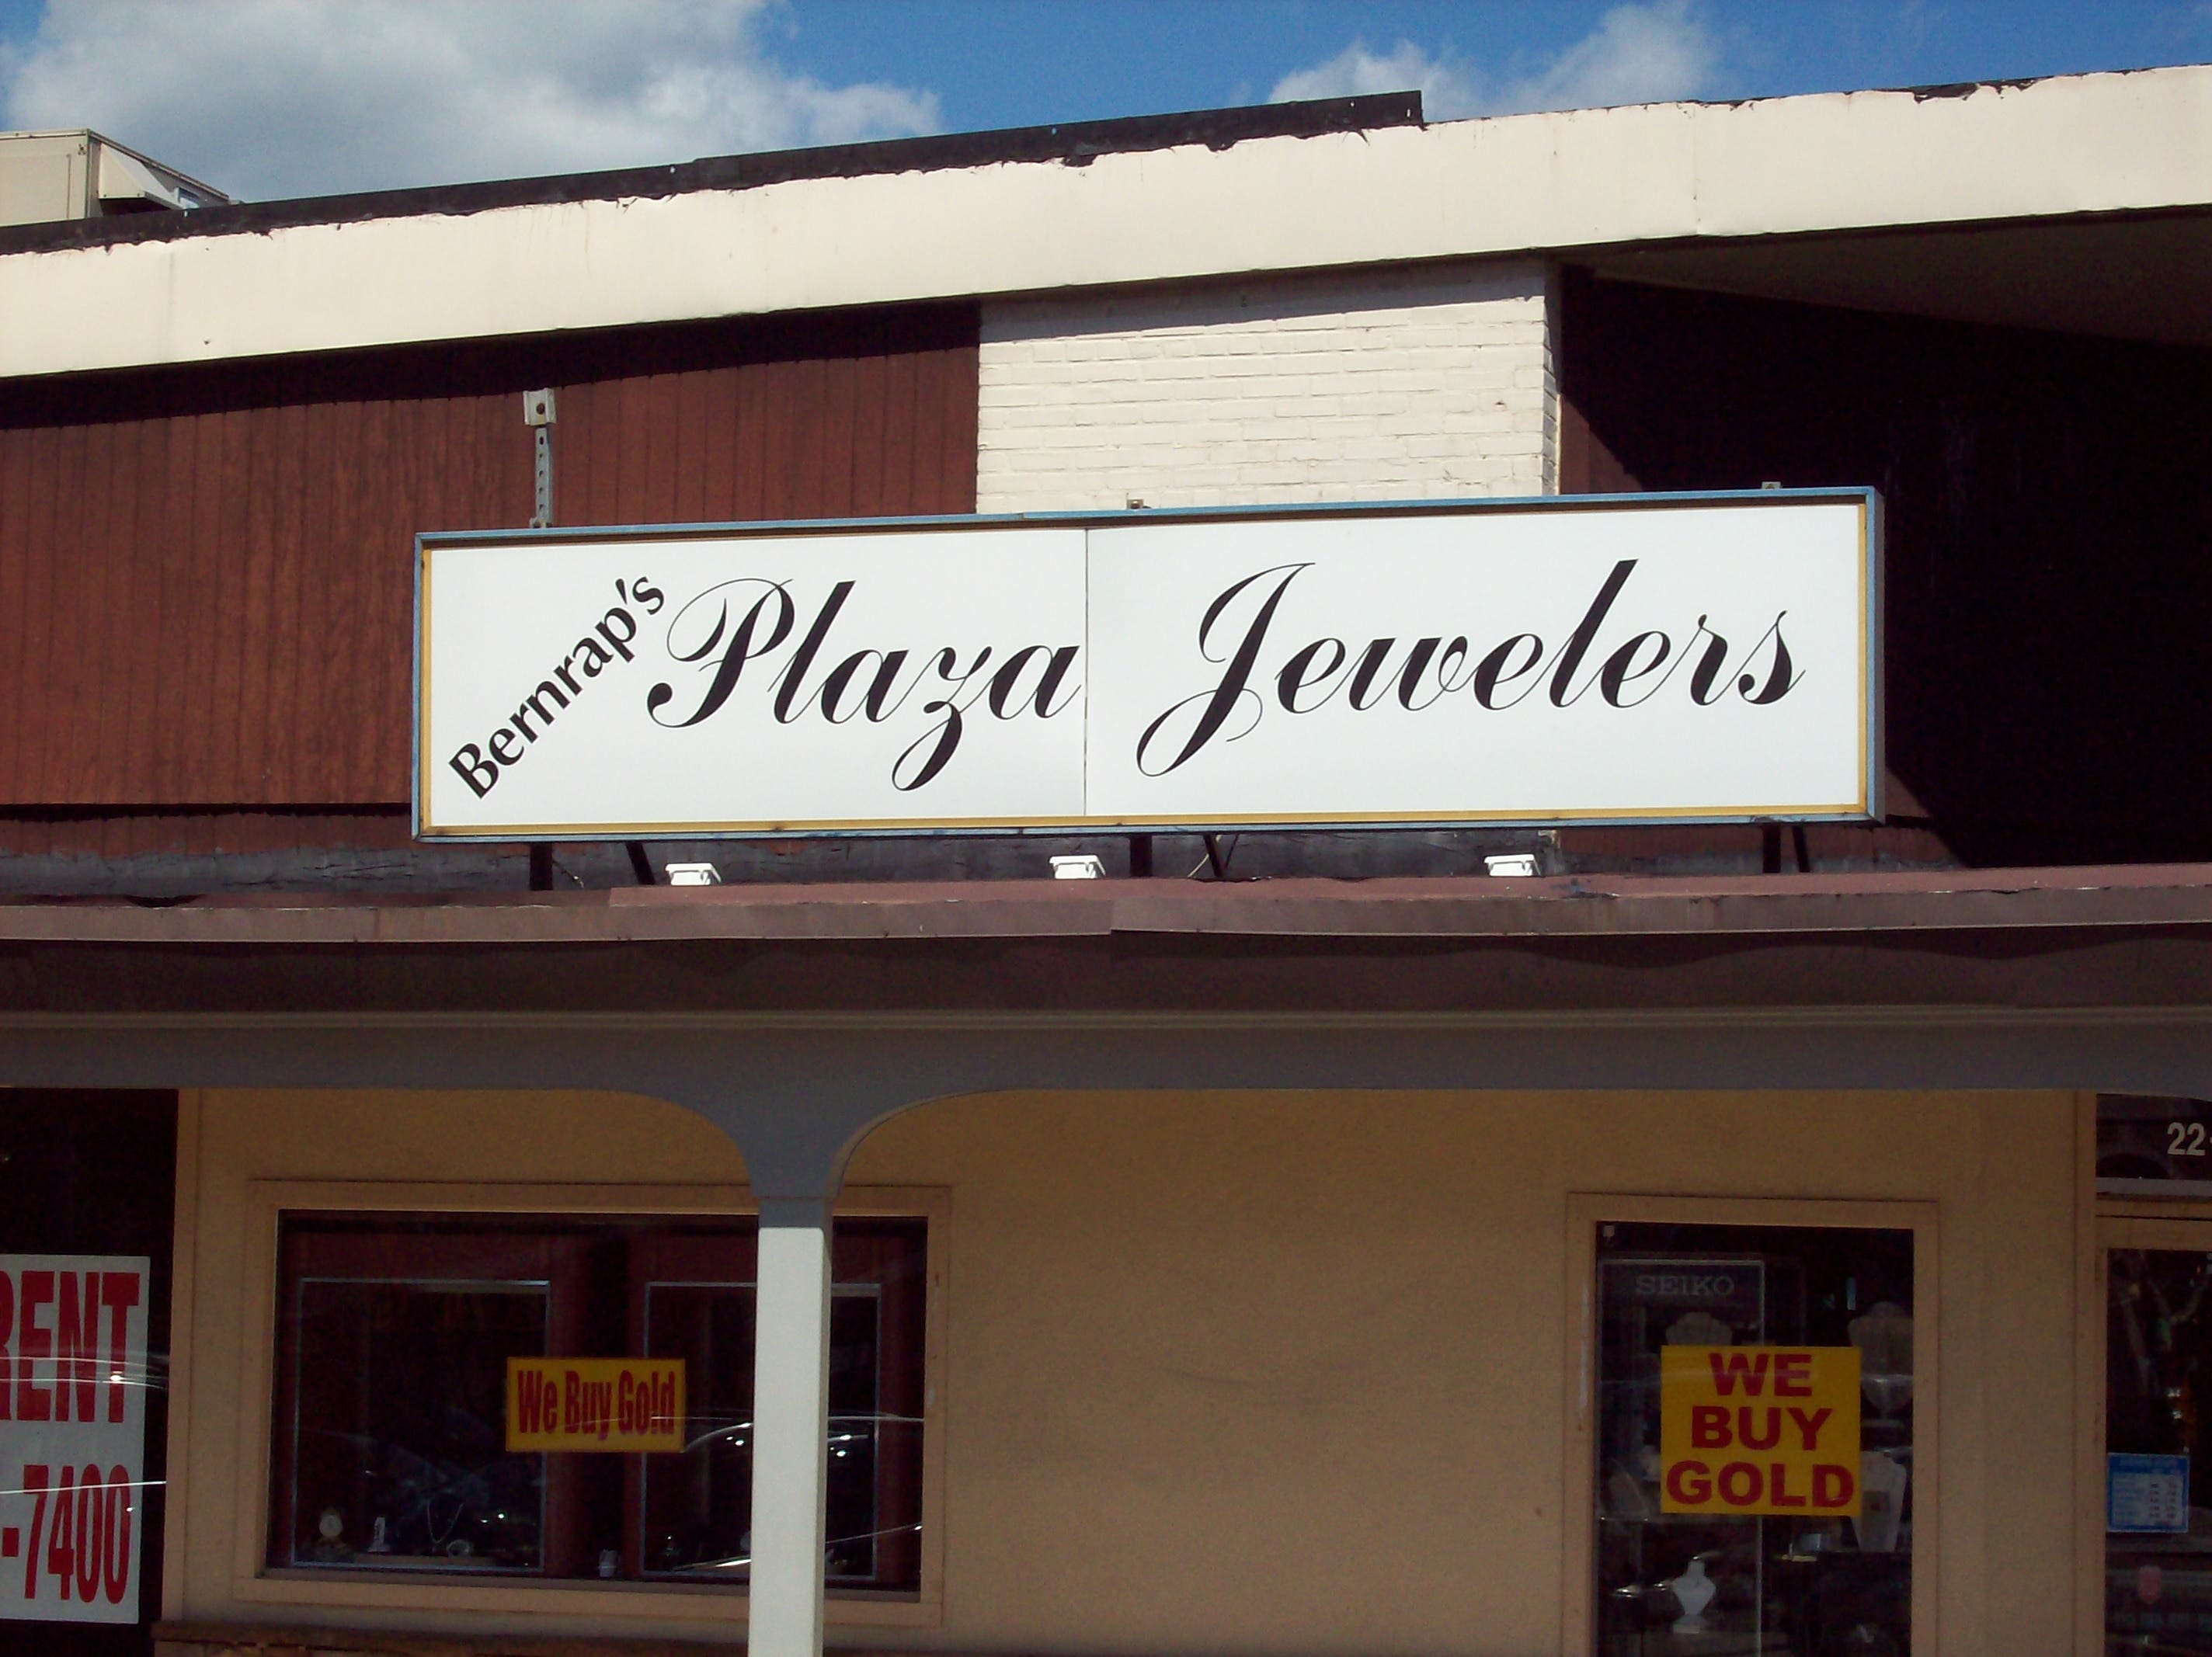 Bernrap's
Plaza Jewelers
22
RENT
-7400
We Buy Gold
SEIKO
WE
BUY
GOLD